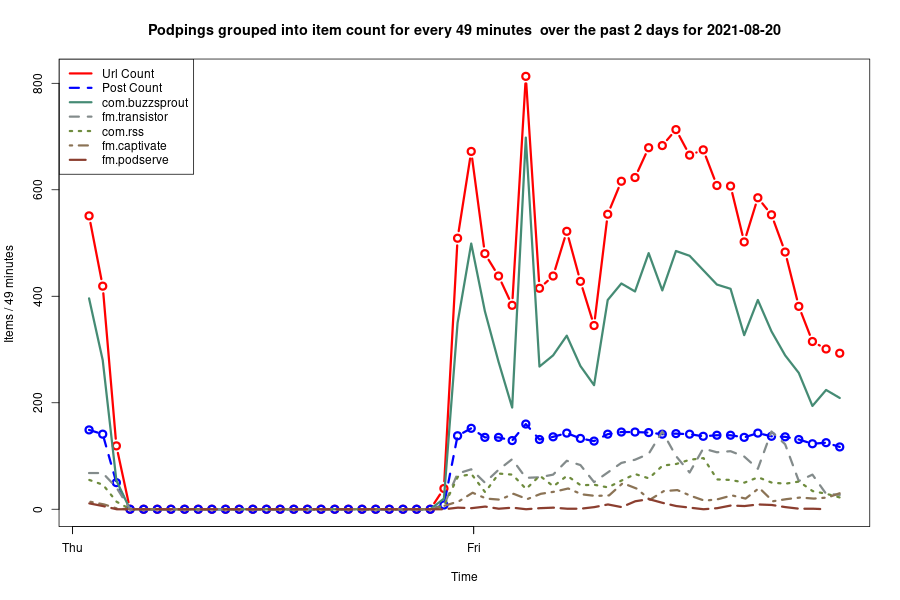 Podpings grouped into item count for every 49 minutes  over the past 2 days for 2021-08-20
Url Count
Post Count
com.buzzsprout
fm.transistor
com.rss
fm.captivate
fm.podserve
Items / 49 minutes
800
600
400
200
0
Thu
Fri
Time